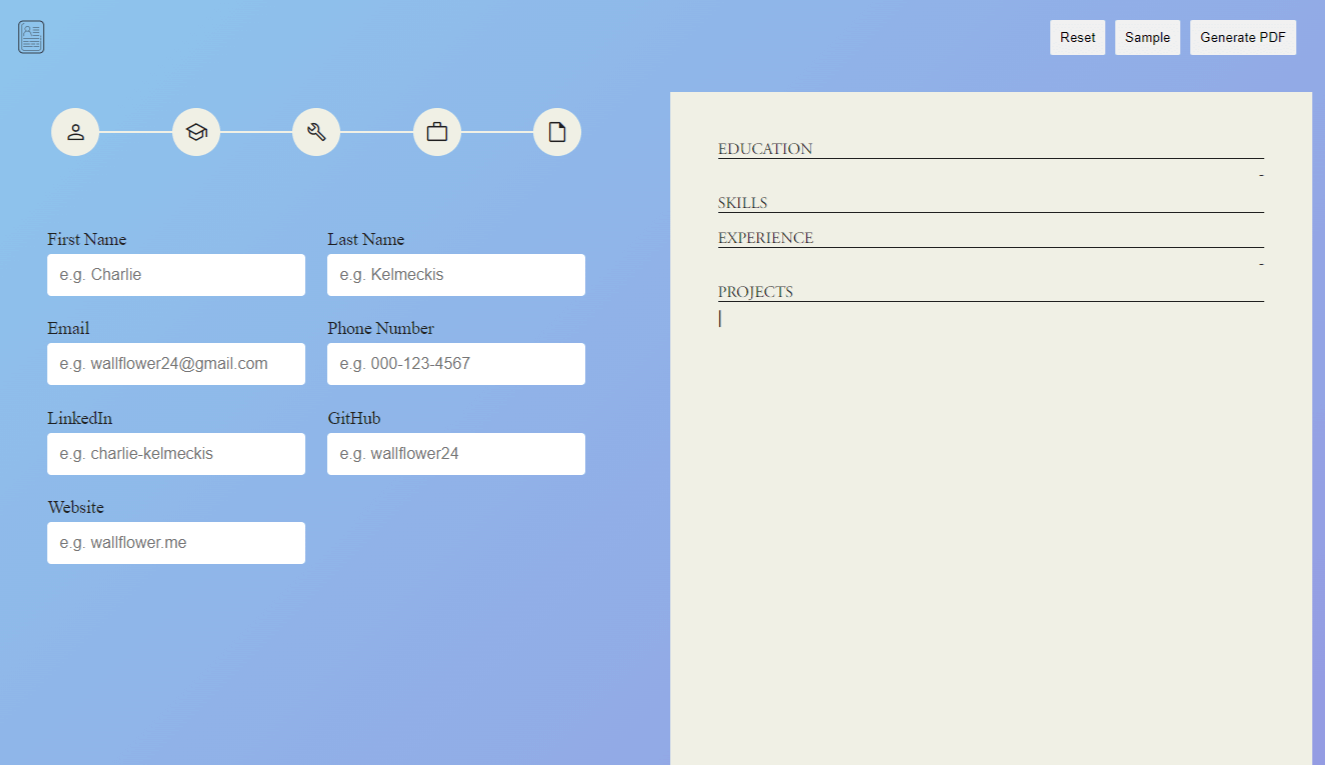 Reset Sample Generate PDF
First Name Last Name
e.g. Charlie e.g. Kelmeckis
Email Phone Number
e.g. wallflower24@gmail.com e.g. 000-123-4567
LinkedIn GitHub
e.g. charlie-kelmeckis e.g. wallflower24
Website
e.g. wallflower.me
EDUCATION
-
SKILLS
EXPERIENCE
-
PROJECTS
|